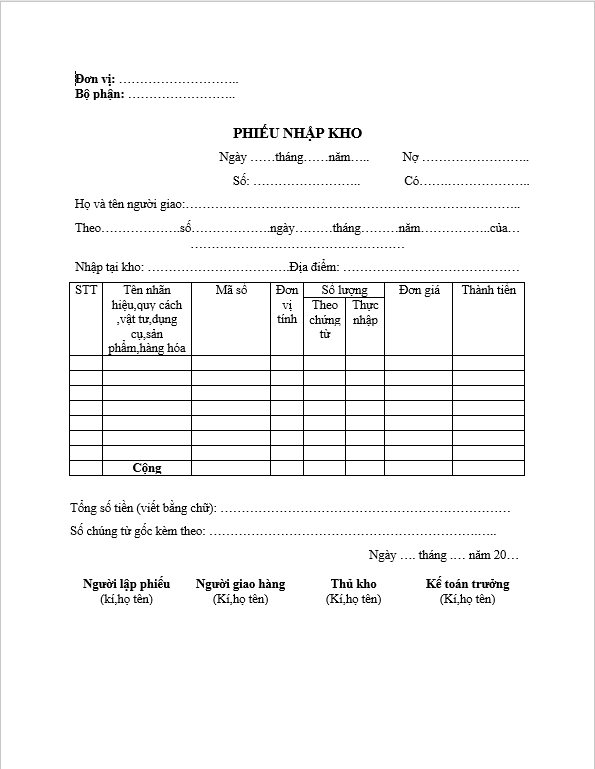 Đơn vị: ………………………..
Bộ phận: ……………………..
PHIẾU NHẬP KHO
Ngày ……tháng……năm….. Nợ ……………………..
Số: …………………….. Có……………………..
Họ và tên người giao:………………………………………………………………………..
Theo……………….số……………….ngày………tháng………năm……………..của…
……………………………………………
Nhập tại kho: …………………………….Địa điểm: ……………………………………
STT Tên nhãn hiệu,quy cách ,vật tư,dụng cụ,sản phẩm,hàng hóa Mã số Đơn vị tính Số lượng Đơn giá Thành tiền
Theo chứng từ Thực nhập
Cộng
Tổng số tiền (viết bằng chữ): …………………………………………………………….
Số chúng từ gốc kèm theo: ……………………………………………………….…..
Ngày …. tháng .… năm 20…
Người lập phiếu Người giao hàng Thủ kho Kế toán trưởng
(kí,họ tên) (Kí,họ tên) (Kí,họ tên) (Kí,họ tên)